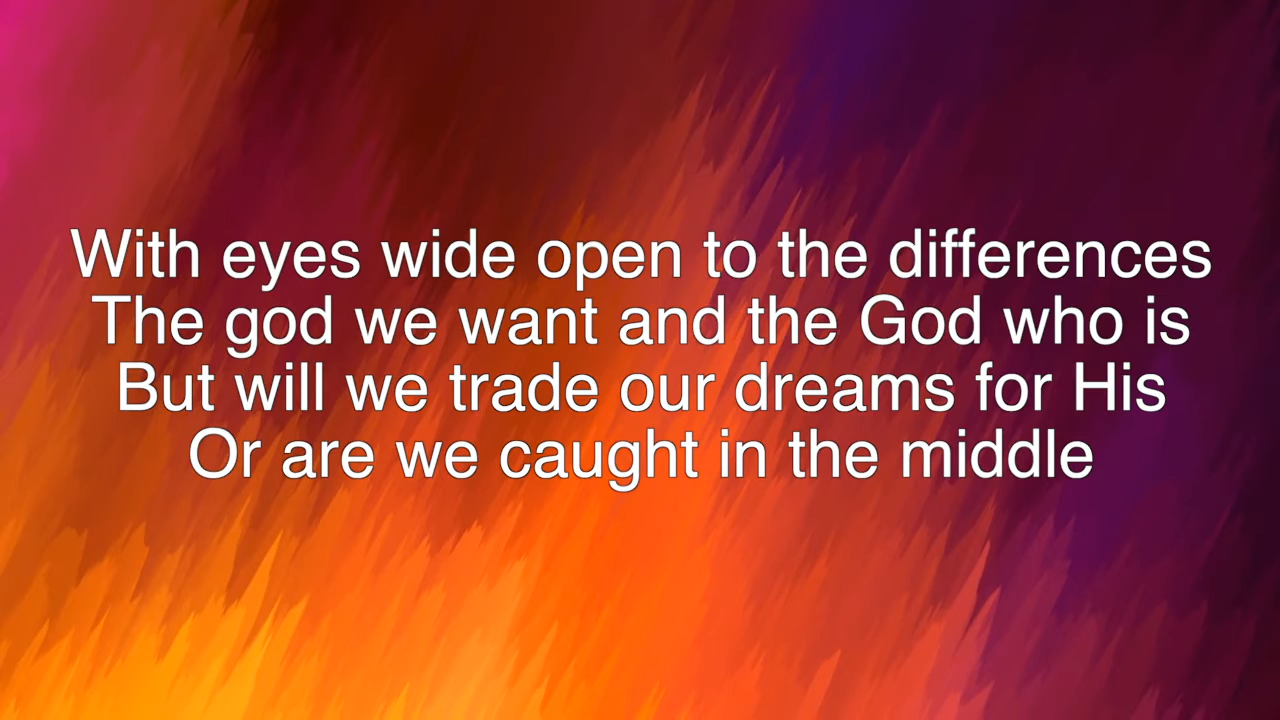 With eyes wide open to the differences
The god we want and the God who is
But will we trade our dreams for His
Or are we caught in the middle